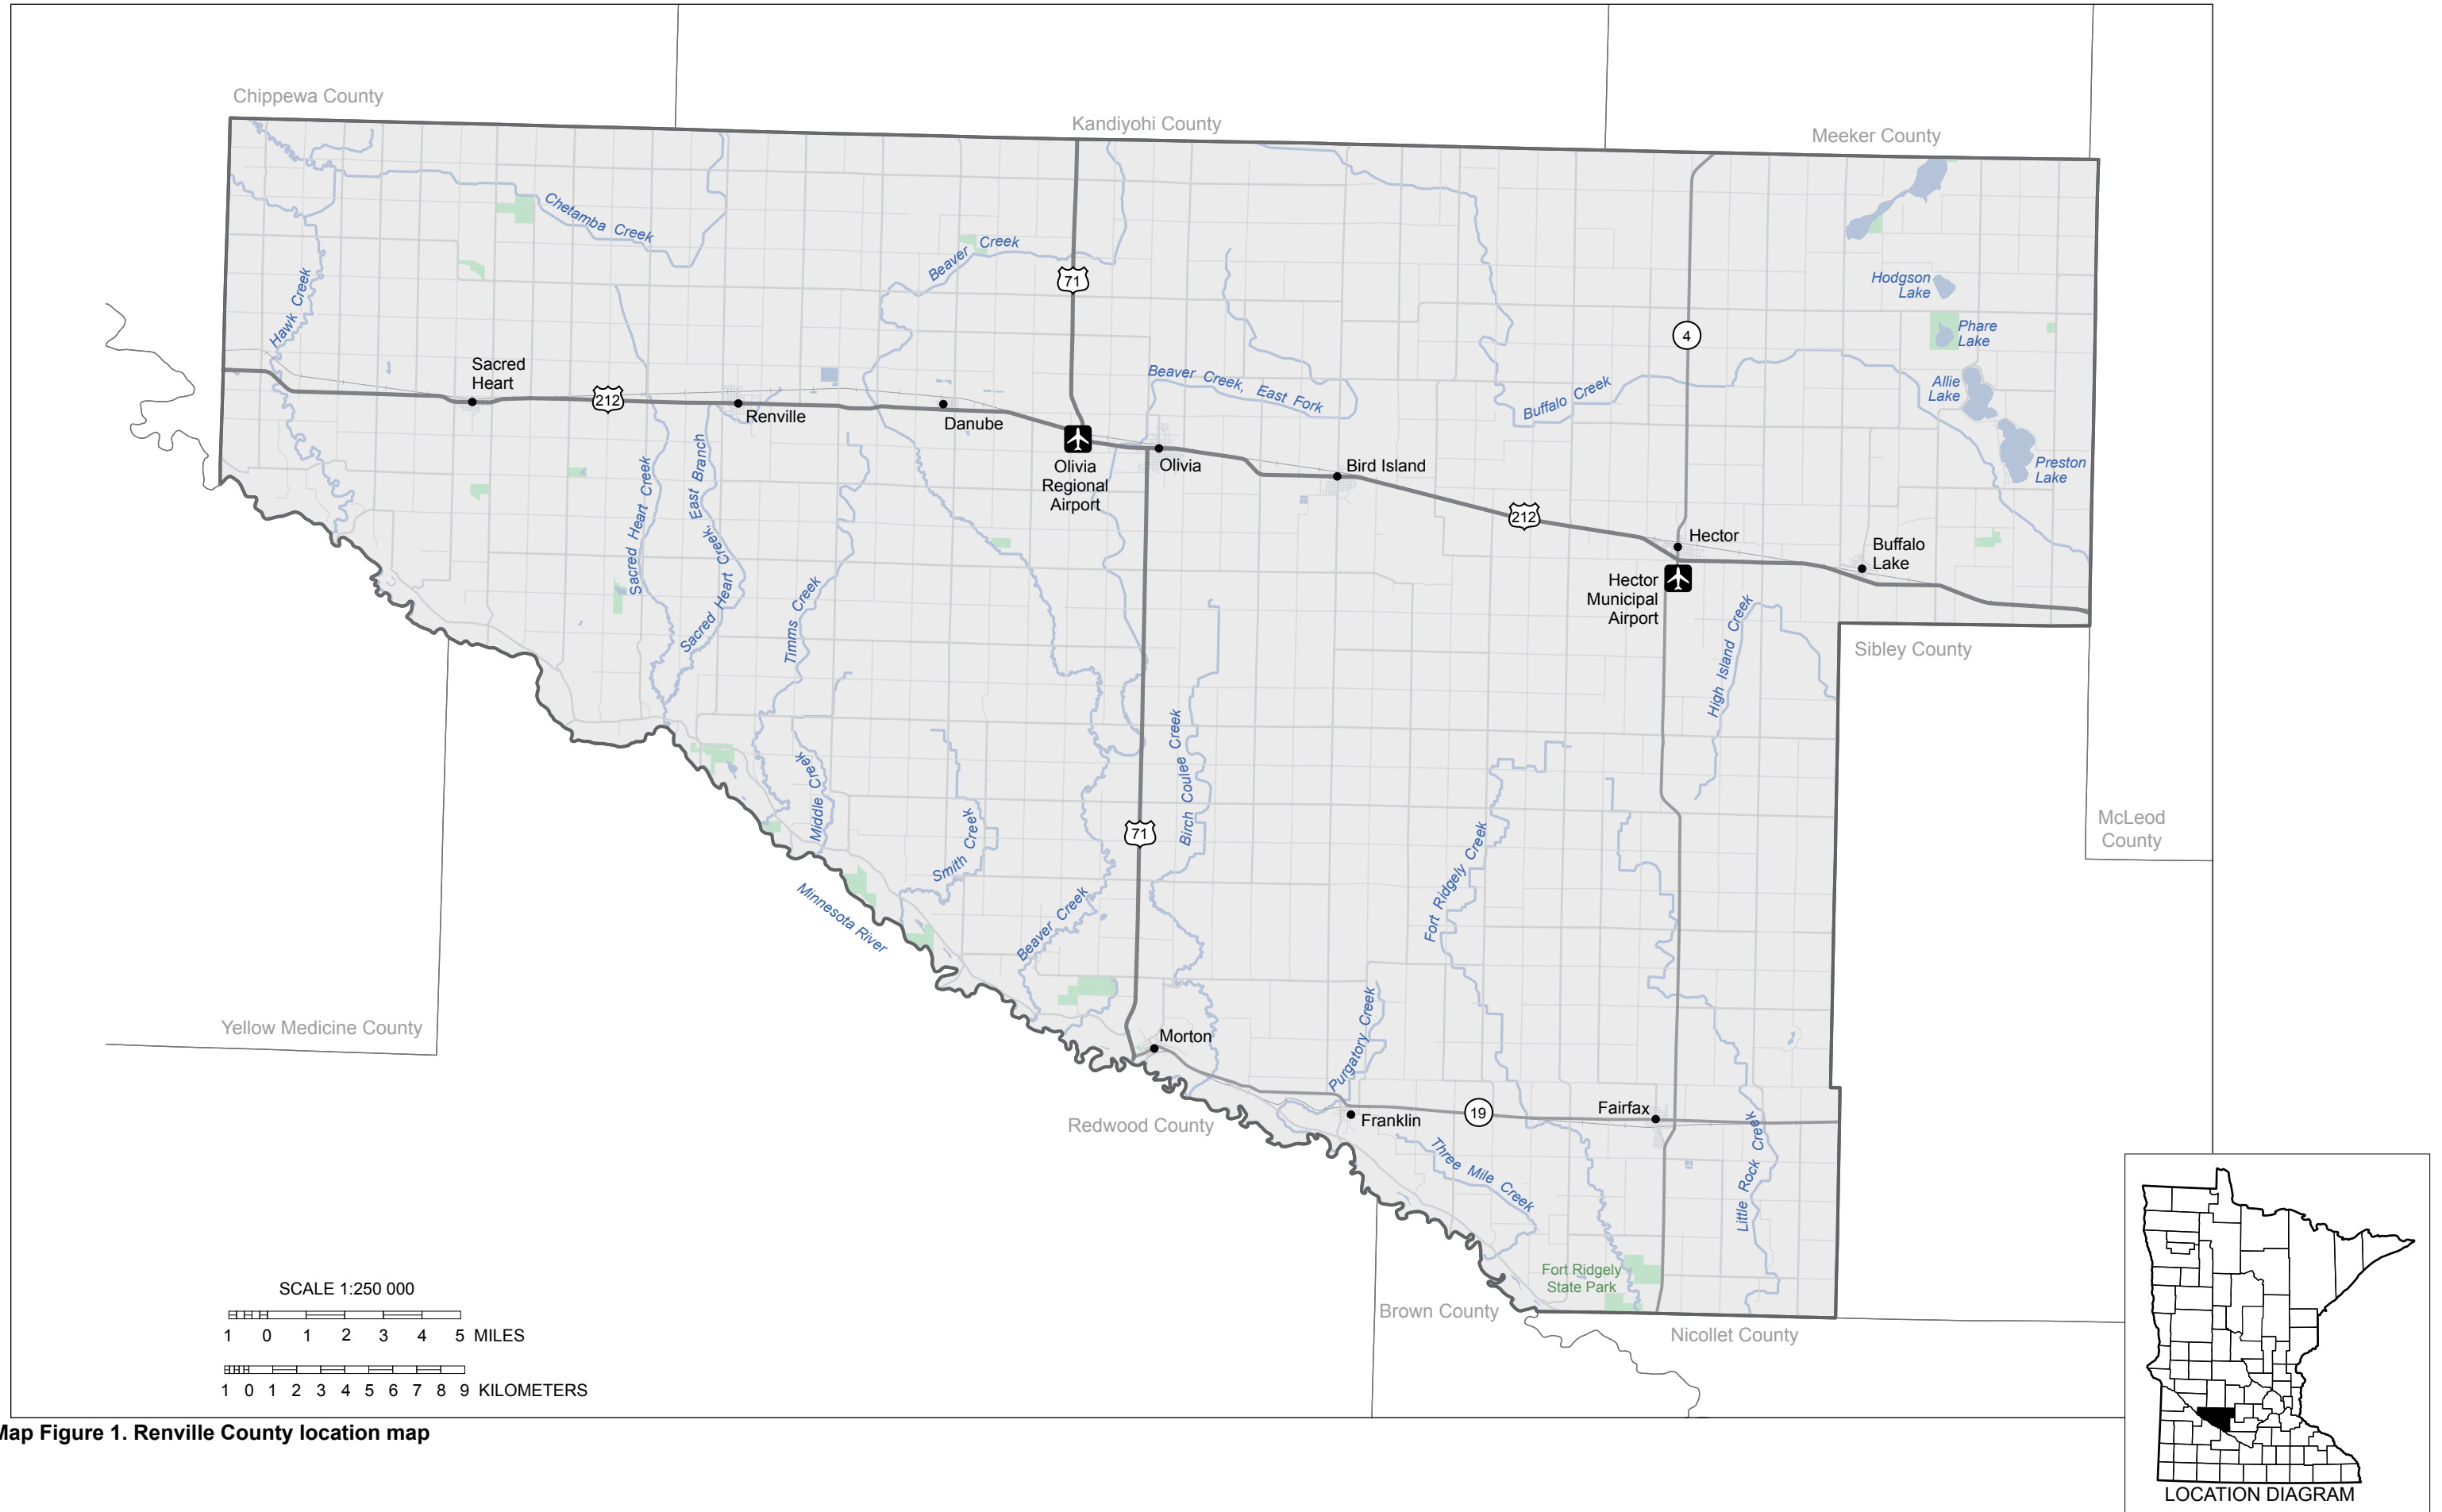 Chippewa County
Kandiyohi County
Meeker County
Chetamba Creek
Beaver Creek
Hawk Creek
71
Hodgson
Lake
Phare
Lake
4
Sacred
Heart
212
Renville
Danube
Beaver Creek, East Fork
Buffalo Creek
Allie
Lake
Olivia
Regional
Airport
Olivia
Bird Island
Preston
Lake
212
Hector
Buffalo
Lake
Hector
Municipal
Airport
Sacred Heart Creek
Sacred Heart Creek, East Branch
Timms Creek
High Island Creek
Sibley County
Middle Creek
Smith Creek
71
Birch Coulee Creek
Fort Ridgely Creek
McLeod
County
Minnesota River
Beaver Creek
Yellow Medicine County
Morton
Purgatory Creek
Redwood County
Franklin
19
Fairfax
Three Mile Creek
Little Rock Creek
Fort Ridgely
State Park
Brown County
Nicollet County
SCALE 1:250 000
1 0 1 2 3 4 5 MILES
1 0 1 2 3 4 5 6 7 8 9 KILOMETERS
Map Figure 1. Renville County location map
LOCATION DIAGRAM